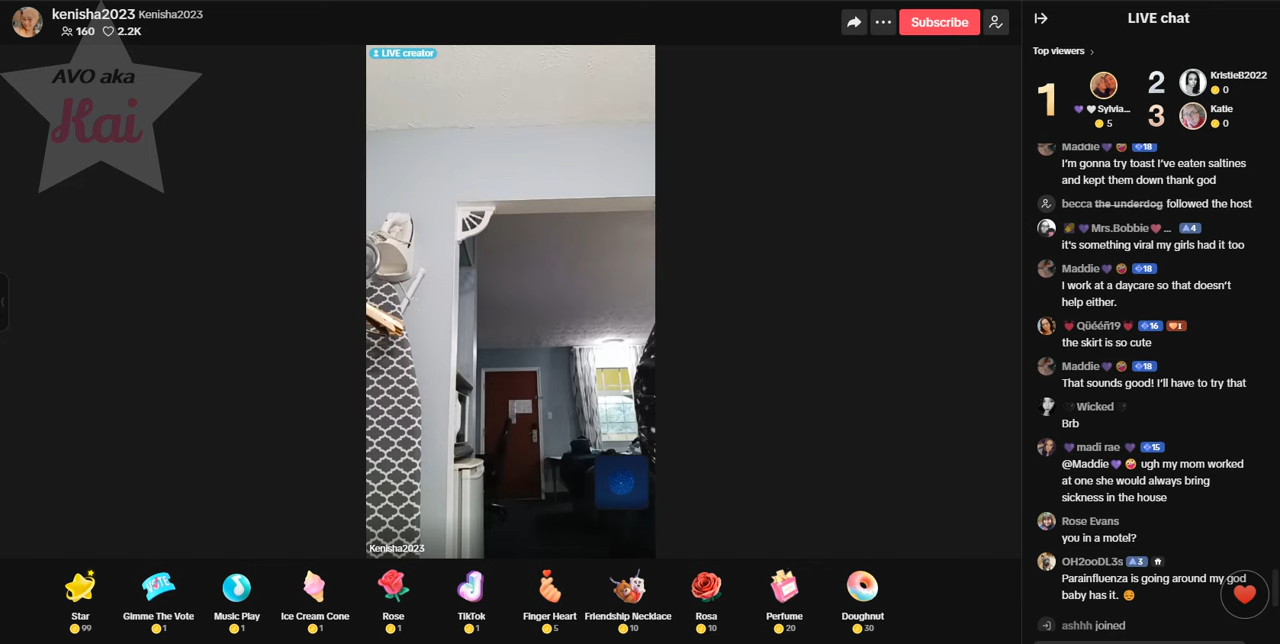 kenisha2023 Kenisha2023
160 2.2K
Subscribe
AVO aka
Kai
LIVE creator
Kenisha2023
Star
99
Gimme The Vote
1
Music Play
1
Ice Cream Cone
1
Rose
1
TikTok
1
Finger Heart
5
Friendship Necklace
10
Rosa
10
Perfume
20
Doughnut
30
LIVE chat
Top viewers
1
Sylvia...
5
2
KristieB2022
0
3
Katie
0
Maddie💜🤪 18
I'm gonna try toast I've eaten saltines
and kept them down thank god
becca t̶h̶e̶ ̶u̶n̶d̶e̶r̶d̶o̶g̶ followed the host
Mrs.Bobbie ... 4
it's something viral my girls had it too
Maddie💜🤪 18
I work at a daycare so that doesn't
help either.
Qüééñ19 16 I
the skirt is so cute
Maddie💜🤪 18
That sounds good! I'll have to try that
Wicked
Brb
💜madi rae💜 15
@Maddie💜🤪 ugh my mom worked
at one she would always bring
sickness in the house
Rose Evans
you in a motel?
OH2ooDL3s 3
Parainfluenza is going around my god
baby has it. 😔
ashhh joined